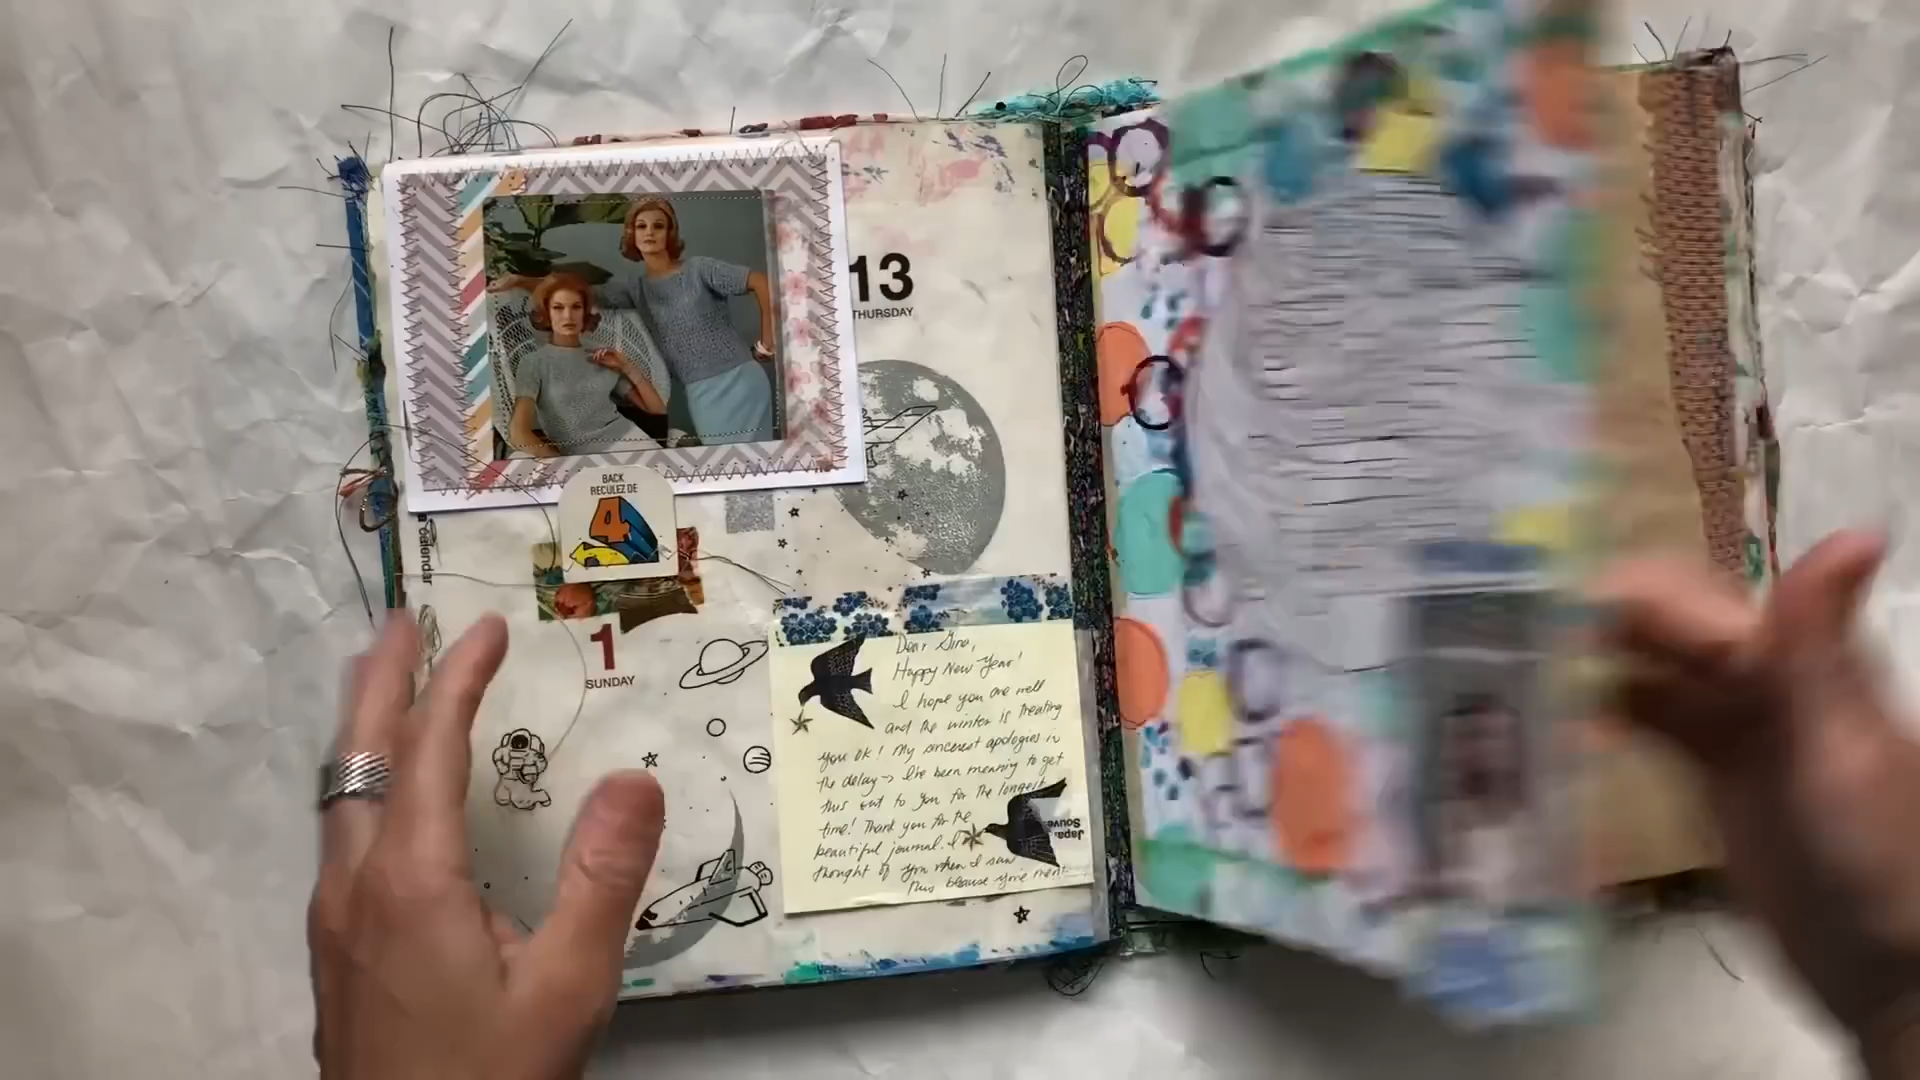 13
THURSDAY
BACK
RECULEZ DE
4
calendar
1
SUNDAY
Dear Gina,
Happy New Year!
I hope you are well
and the winter is treating
you ok! My sincerest apologies in
the delay → I've been meaning to get
this out to you for the longest
time! Thank you for the
beautiful journal. I
thought of you when I saw
this because you're
Japa
Souve